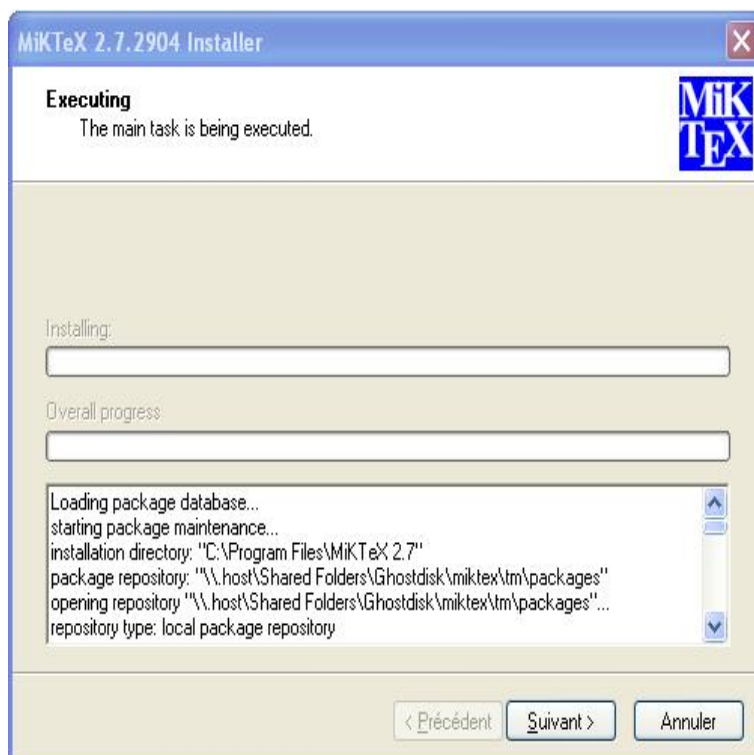 MiKTeX 2.7.2904 Installer
Executing
The main task is being executed.
MiK
TEX
Installing:
Overall progress
Loading package database...
starting package maintenance...
installation directory: "C:\Program Files\MiKTeX 2.7"
package repository: "\\.host\Shared Folders\Ghostdisk\miktex\tm\packages"
opening repository "\\.host\Shared Folders\Ghostdisk\miktex\tm\packages"...
repository type: local package repository
< Précédent Suivant > Annuler